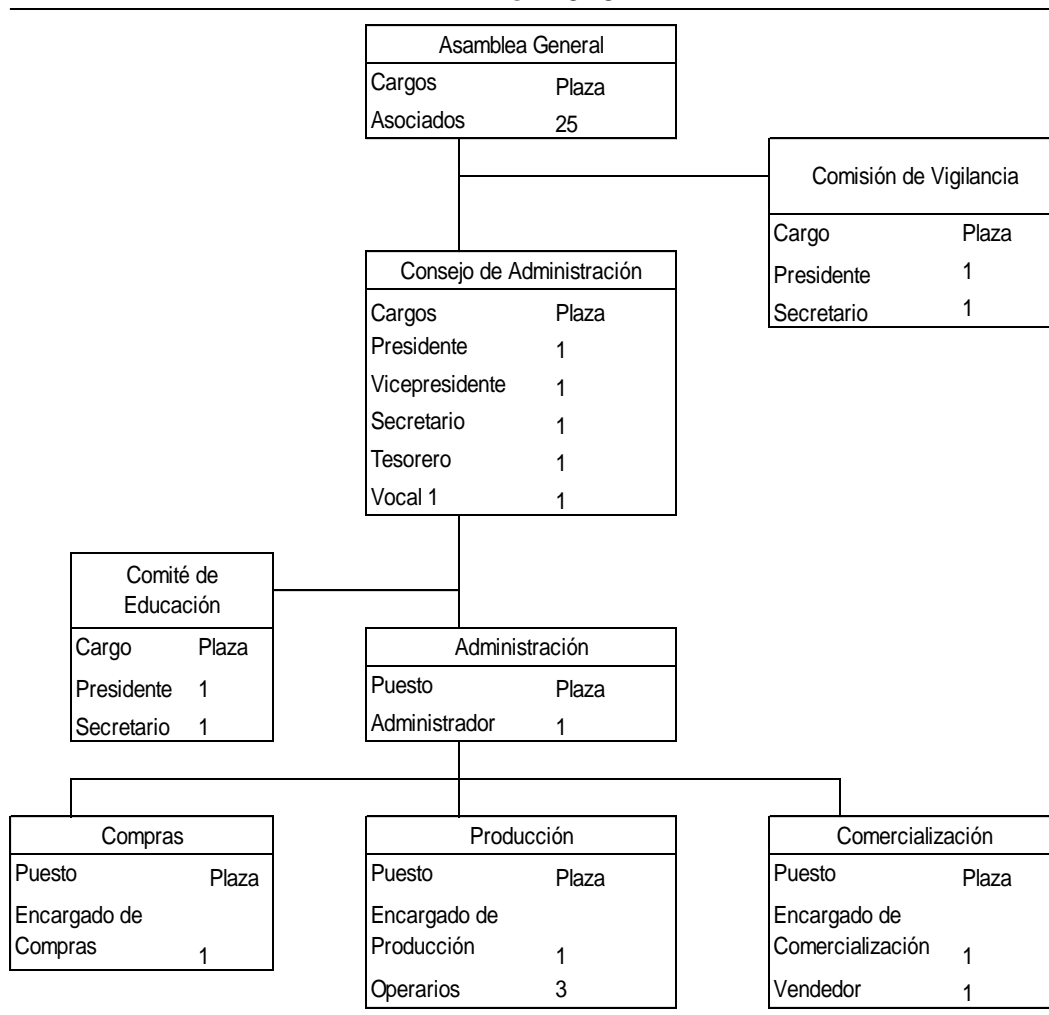 Asamblea General
Cargos Plaza
Asociados 25
Comisión de Vigilancia
Cargo Plaza
Presidente 1
Secretario 1
Consejo de Administración
Cargos Plaza
Presidente 1
Vicepresidente 1
Secretario 1
Tesorero 1
Vocal 1 1
Comité de
Educación
Cargo Plaza
Presidente 1
Secretario 1
Administración
Puesto Plaza
Administrador 1
Compras
Puesto Plaza
Encargado de
Compras 1
Producción
Puesto Plaza
Encargado de
Producción 1
Operarios 3
Comercialización
Puesto Plaza
Encargado de
Comercialización 1
Vendedor 1